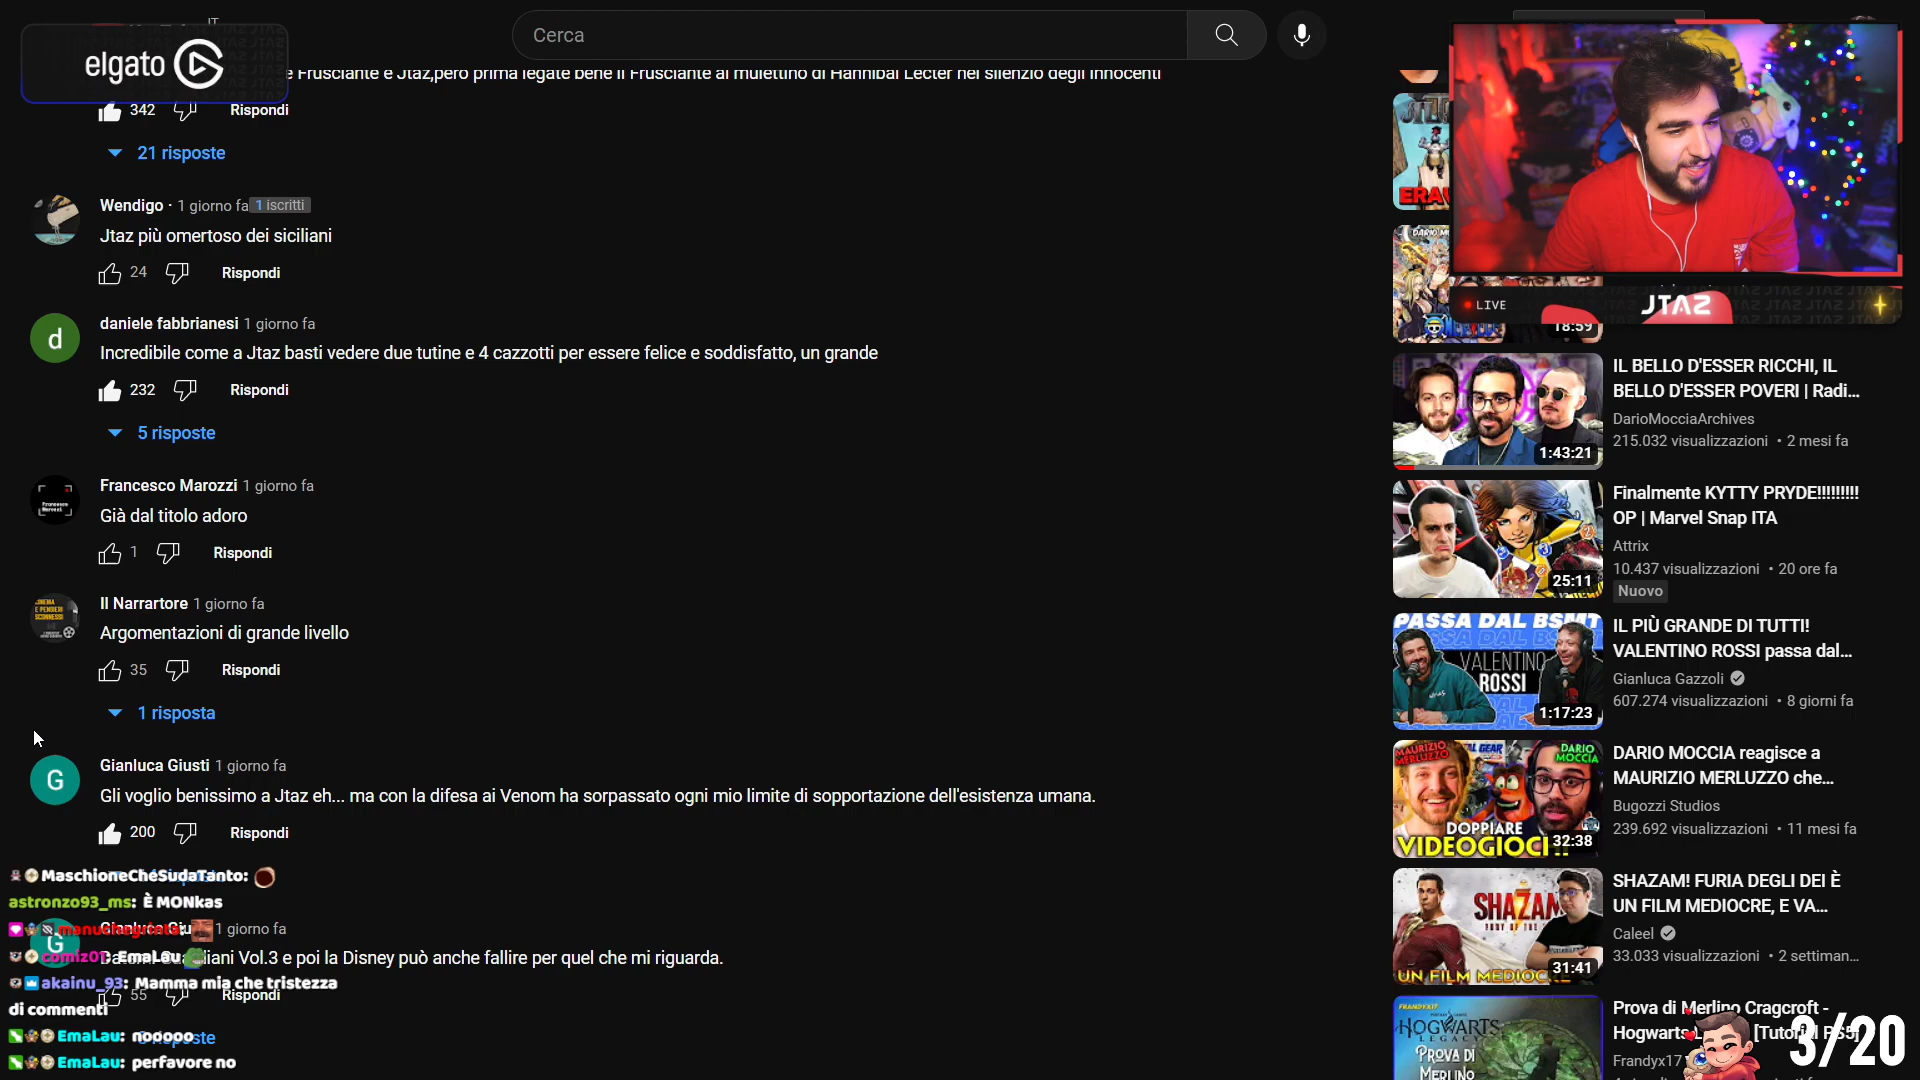 elgato
IT
Cerca
e Frusciante e Jtaz,però prima legate bene il Frusciante al mulettino di Hannibal Lecter nel silenzio degli innocenti
342 Rispondi
21 risposte
Wendigo · 1 giorno fa 1 iscritti
Jtaz più omertoso dei siciliani
24 Rispondi
daniele fabbrianesi 1 giorno fa
d
Incredibile come a Jtaz basti vedere due tutine e 4 cazzotti per essere felice e soddisfatto, un grande
232 Rispondi
5 risposte
Francesco Marozzi 1 giorno fa
Già dal titolo adoro
1 Rispondi
Il Narrartore 1 giorno fa
Argomentazioni di grande livello
35 Rispondi
1 risposta
Gianluca Giusti 1 giorno fa
G
Gli voglio benissimo a Jtaz eh... ma con la difesa ai Venom ha sorpassato ogni mio limite di sopportazione dell'esistenza umana.
200 Rispondi
MaschioneCheSudaTanto:
astronzo93_ms: È MONkas
1 giorno fa
G
EmaLau
Vol.3 e poi la Disney può anche fallire per quel che mi riguarda.
akainu_93: Mamma mia che tristezza
di commenti
55 Rispondi
EmaLau: nooooo
EmaLau: perfavore no
LIVE
JTAZ
ERA
DARIO M
18:59
1:43:21
IL BELLO D'ESSER RICCHI, IL
BELLO D'ESSER POVERI | Radi...
DarioMocciaArchives
215.032 visualizzazioni • 2 mesi fa
25:11
Finalmente KYTTY PRYDE!!!!!!!!!
OP | Marvel Snap ITA
Attrix
10.437 visualizzazioni • 20 ore fa
Nuovo
PASSA DAL BSMT
VALENTINO
ROSSI
1:17:23
IL PIÙ GRANDE DI TUTTI!
VALENTINO ROSSI passa dal...
Gianluca Gazzoli
607.274 visualizzazioni • 8 giorni fa
MAURIZIO
MERLUZZO
DARIO
MOCCIA
DOPPIARE
VIDEOGIOCHI
32:38
DARIO MOCCIA reagisce a
MAURIZIO MERLUZZO che...
Bugozzi Studios
239.692 visualizzazioni • 11 mesi fa
SHAZAM
UN FILM MEDIOCRE
31:41
SHAZAM! FURIA DEGLI DEI È
UN FILM MEDIOCRE, E VA...
Caleel
33.033 visualizzazioni • 2 settiman...
FRANDYX17
HOGWARTS
LEGACY
PROVA DI
MERLINO
Prova di Merlino Cragcroft -
Hogwarts [Tutorial PS5]
Frandyx17
3/20